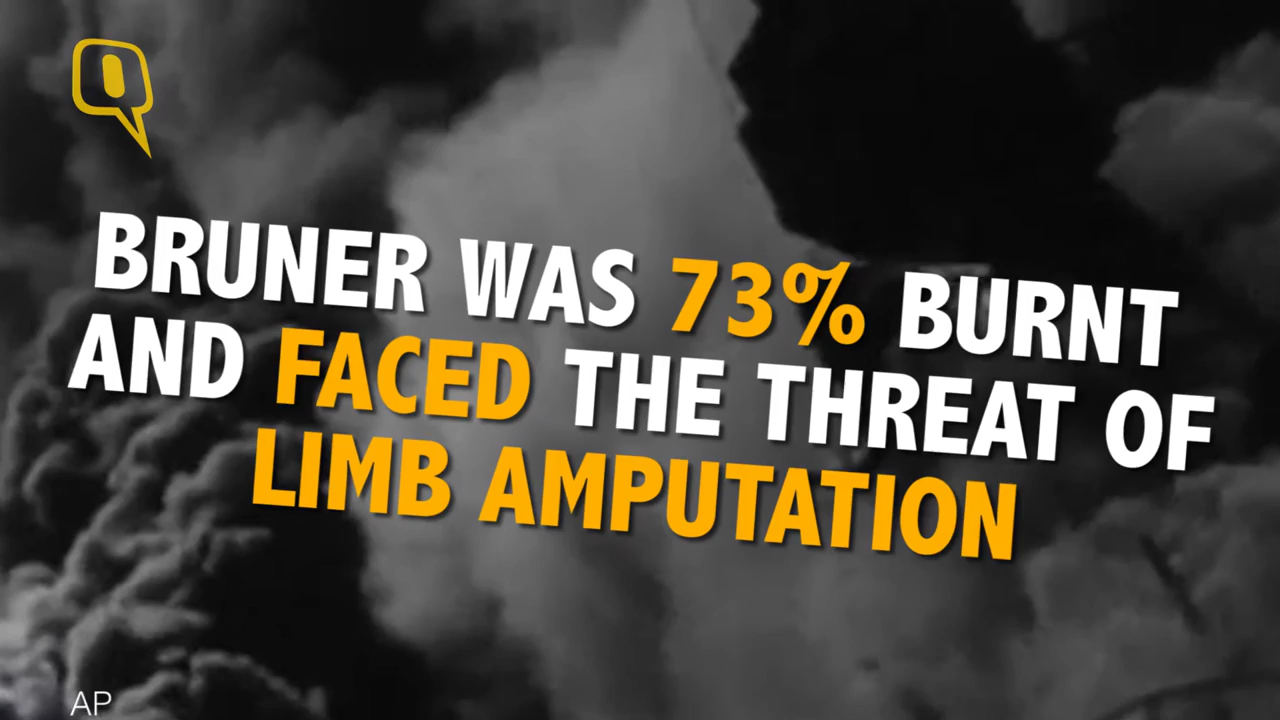 BRUNER WAS 73% BURNT
AND FACED THE THREAT OF
LIMB AMPUTATION
AP